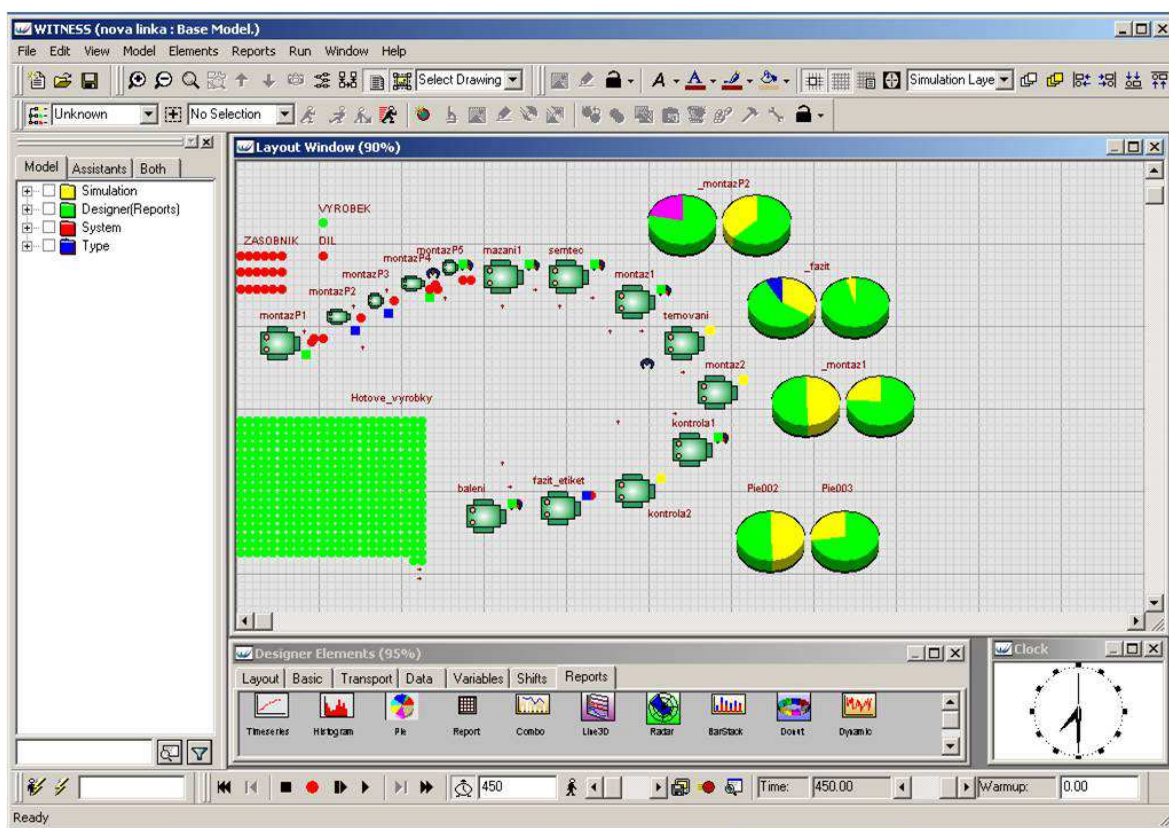 WITNESS (nova linka : Base Model.)
File Edit View Model Elements Reports Run Window Help
Select Drawing
Simulation Laye
Unknown
No Selection
Model Assistants Both
Simulation
Designer(Reports)
System
Type
Layout Window (90%)
_montazP2
VYROBEK
ZASOBNIK DIL
montazP5 mazani1 semtec
montazP4
montazP3 montaz1 _fazit
montazP2
montazP1 temovani
montaz2 _montaz1
Hotove_vyrobky
kontrola1
baleni fazit_etiket Pie002 Pie003
kontrola2
Designer Elements (95%)
Layout Basic Transport Data Variables Shifts Reports
Timeseries Histogram Pie Report Combo Line3D Radar BarStack Donut Dynamic
Clock
450 Time: 450.00 Warmup: 0.00
Ready